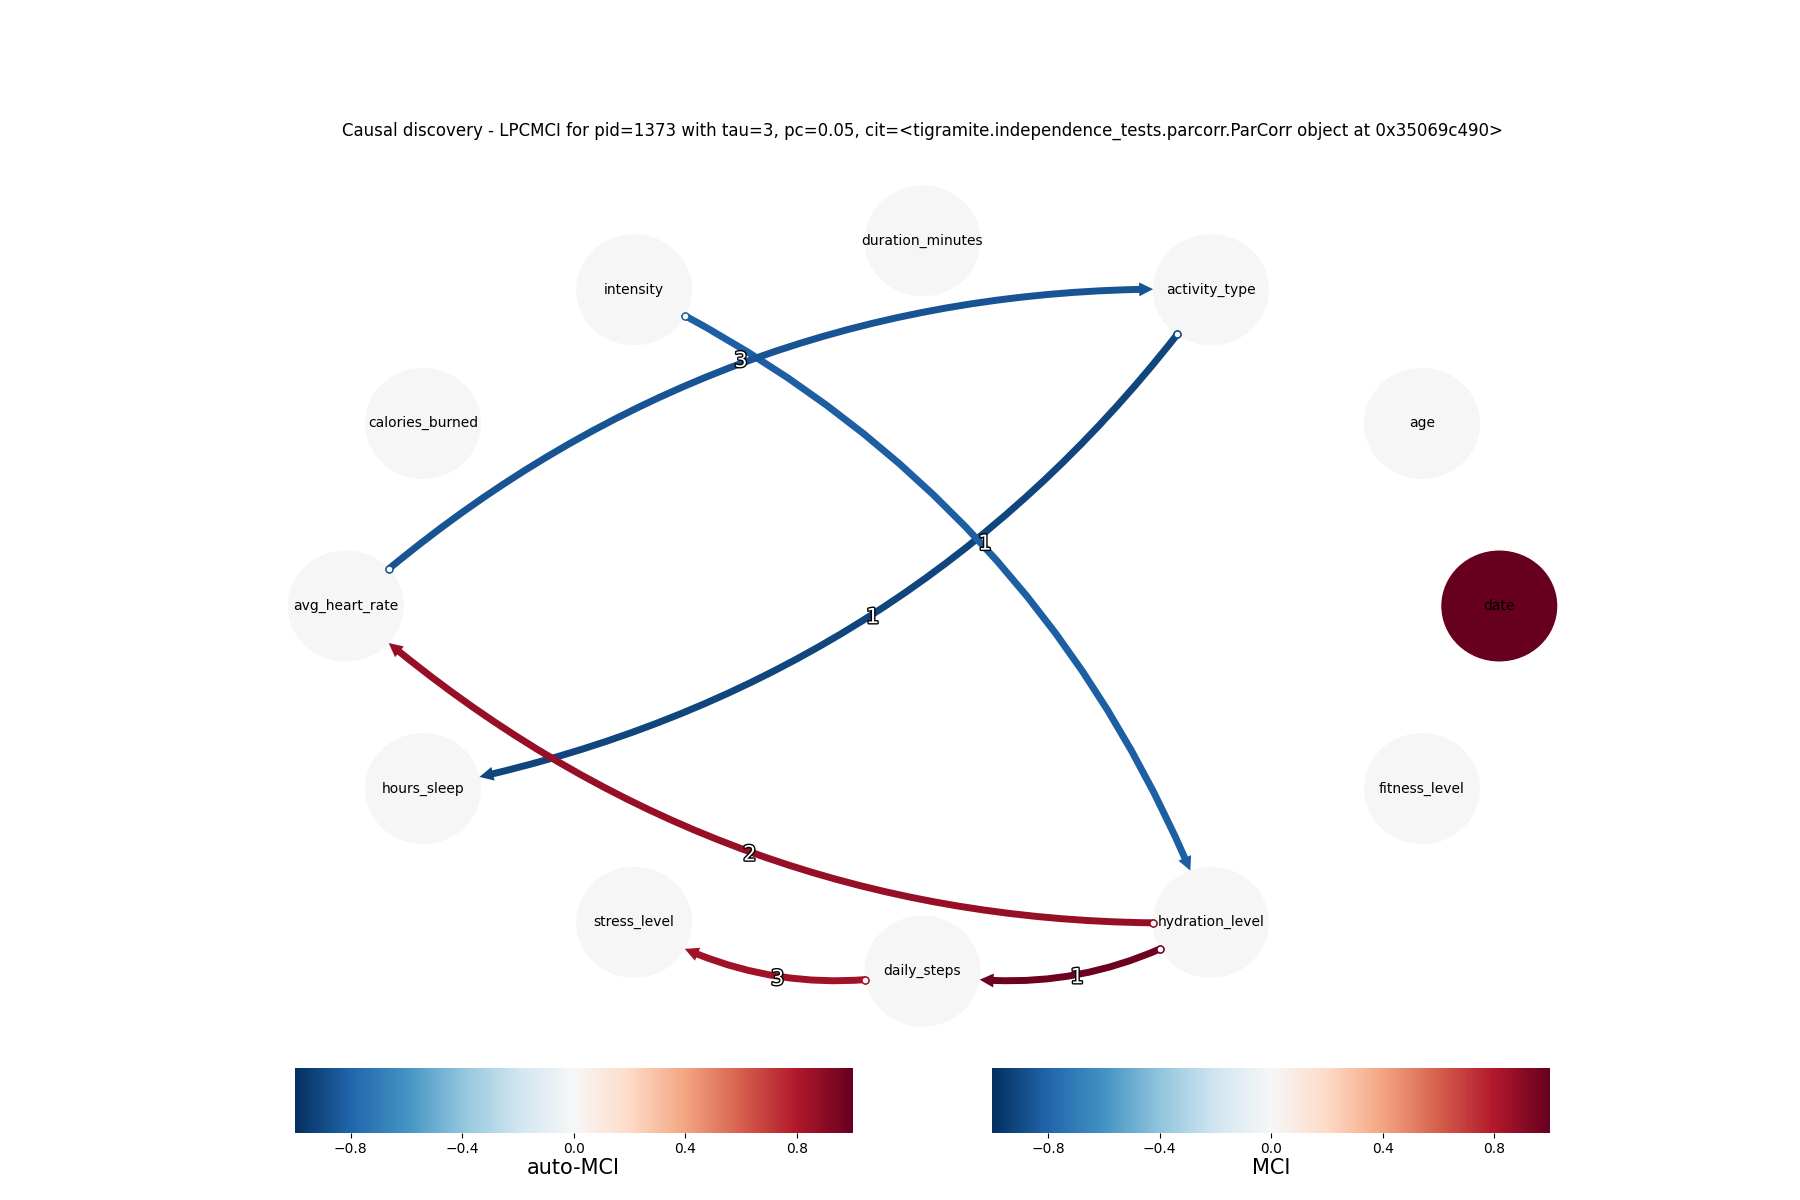 Causal discovery - LPCMCI for pid=1373 with tau=3, pc=0.05, cit=<tigramite.independence_tests.parcorr.ParCorr object at 0x35069c490>
duration_minutes
intensity
activity_type
3
calories_burned
age
1
avg_heart_rate
date
1
hours_sleep
fitness_level
2
stress_level
hydration_level
daily_steps
3
1
−0.8 −0.4 0.0 0.4 0.8
auto-MCI
−0.8 −0.4 0.0 0.4 0.8
MCI